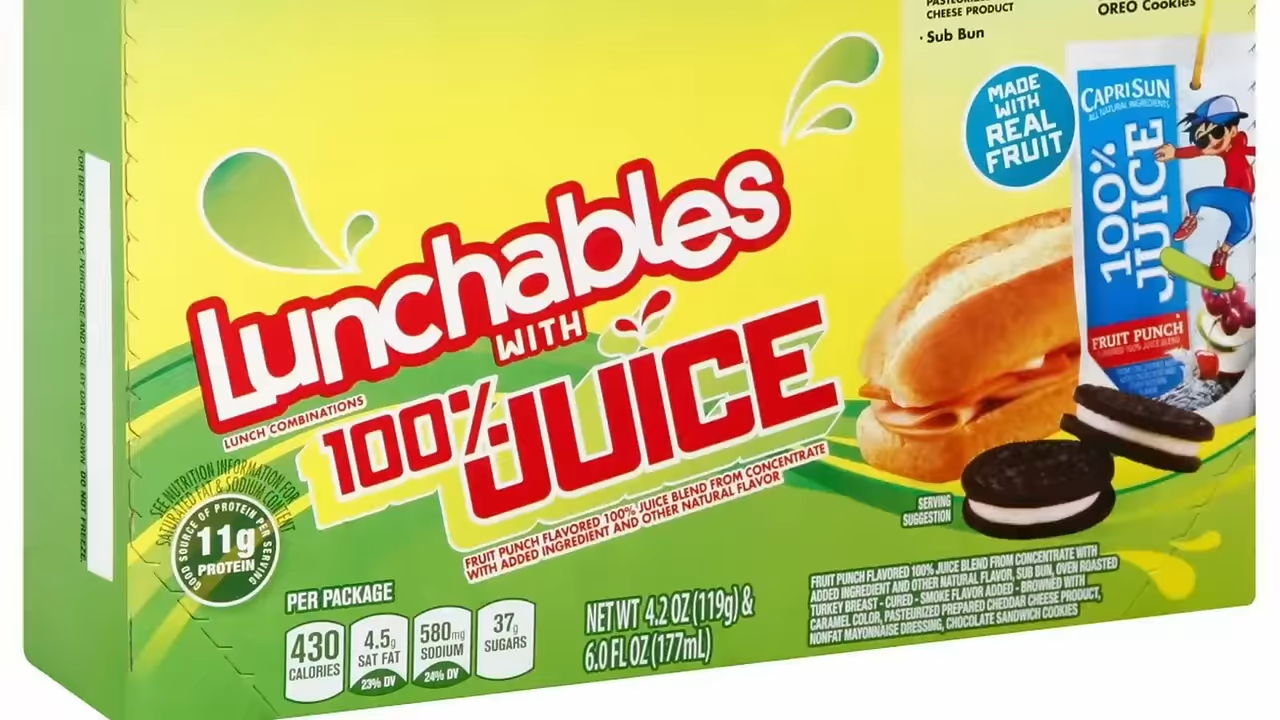 CHEESE PRODUCT
· Sub Bun
OREO Cookies
MADE
WITH
REAL
FRUIT
CAPRISUN
ALL NATURAL INGREDIENTS
100%
JUICE
FRUIT PUNCH
FLAVORED 100% JUICE BLEND
Lunchables
WITH
LUNCH COMBINATIONS
100% JUICE
FRUIT PUNCH FLAVORED 100% JUICE BLEND FROM CONCENTRATE
WITH ADDED INGREDIENT AND OTHER NATURAL FLAVOR
FOR BEST QUALITY, PURCHASE AND USE BY DATE SHOWN. DO NOT FREEZE.
SEE NUTRITION INFORMATION FOR
SATURATED FAT & SODIUM CONTENT
GOOD SOURCE OF PROTEIN PER SERVING
11g
PROTEIN
SERVING
SUGGESTION
PER PACKAGE
430
CALORIES
4.5g
SAT FAT
23% DV
580mg
SODIUM
24% DV
37g
SUGARS
NET WT 4.2 OZ (119g) &
6.0 FL OZ (177mL)
FRUIT PUNCH FLAVORED 100% JUICE BLEND FROM CONCENTRATE WITH
ADDED INGREDIENT AND OTHER NATURAL FLAVOR, SUB BUN, OVEN ROASTED
TURKEY BREAST - CURED - SMOKE FLAVOR ADDED - BROWNED WITH
CARAMEL COLOR, PASTEURIZED PREPARED CHEDDAR CHEESE PRODUCT,
NONFAT MAYONNAISE DRESSING, CHOCOLATE SANDWICH COOKIES